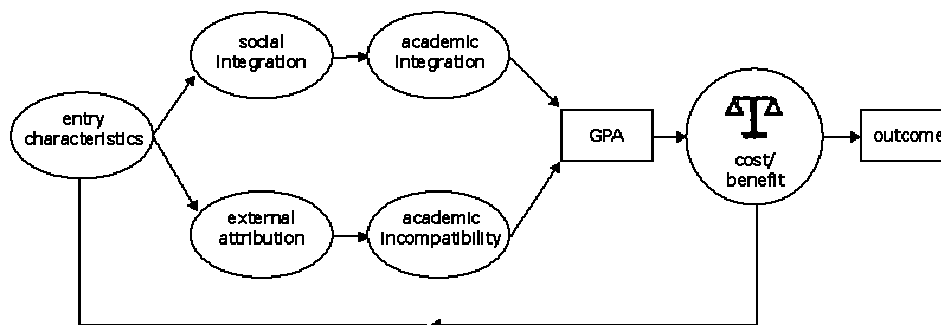 entry
characteristics
social
integration
academic
integration
external
attribution
academic
incompatibility
GPA
cost/
benefit
outcome